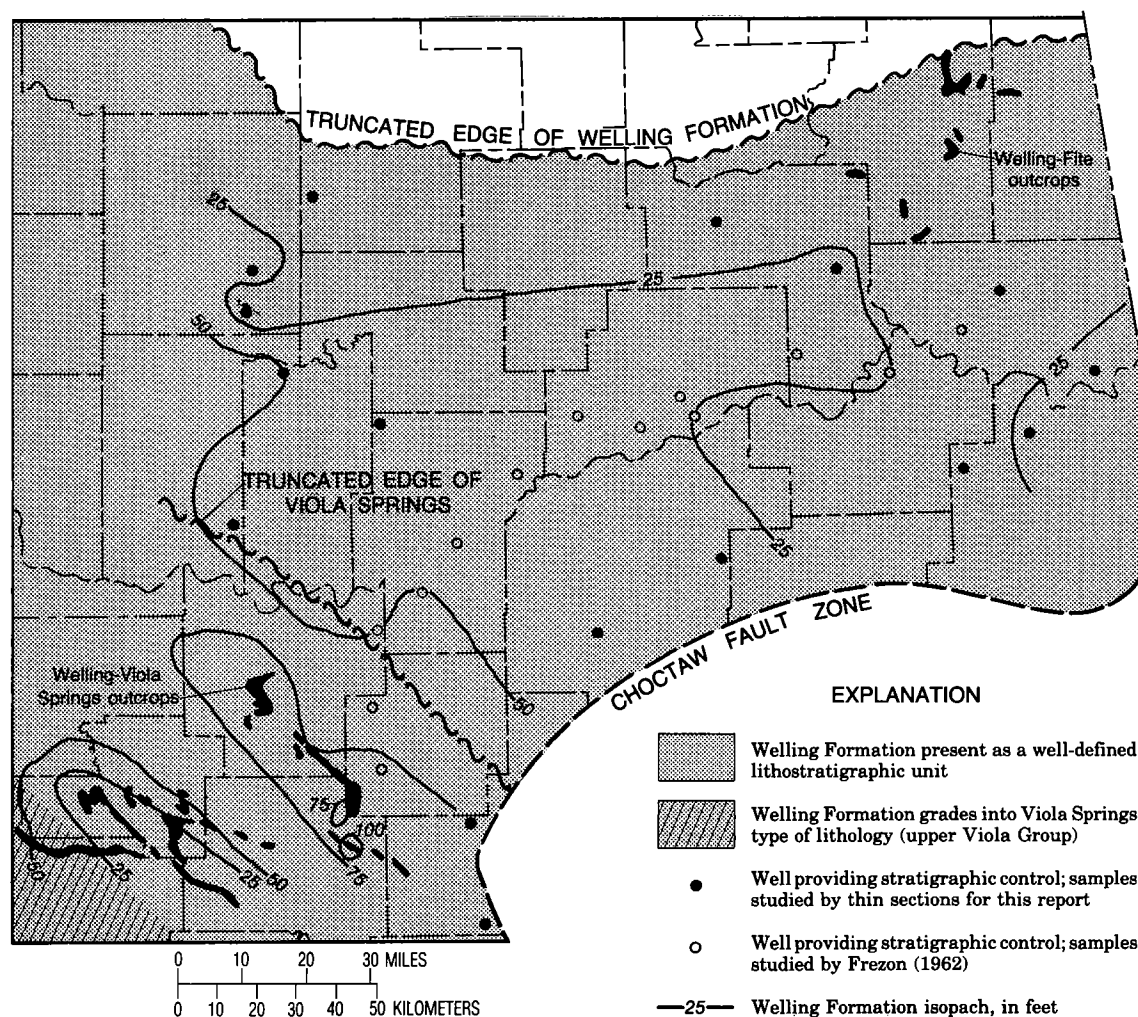 TRUNCATED EDGE OF WELLING FORMATION
Welling-Fite
outcrops
25
25
50
25
TRUNCATED EDGE OF
VIOLA SPRINGS
25
CHOCTAW FAULT ZONE
Welling-Viola
Springs outcrops
50
75
100
75
50
25
25
50
EXPLANATION
Welling Formation present as a well-defined
lithostratigraphic unit
Welling Formation grades into Viola Springs
type of lithology (upper Viola Group)
Well providing stratigraphic control; samples
studied by thin sections for this report
Well providing stratigraphic control; samples
studied by Frezon (1962)
25 Welling Formation isopach, in feet
0 10 20 30 MILES
0 10 20 30 40 50 KILOMETERS